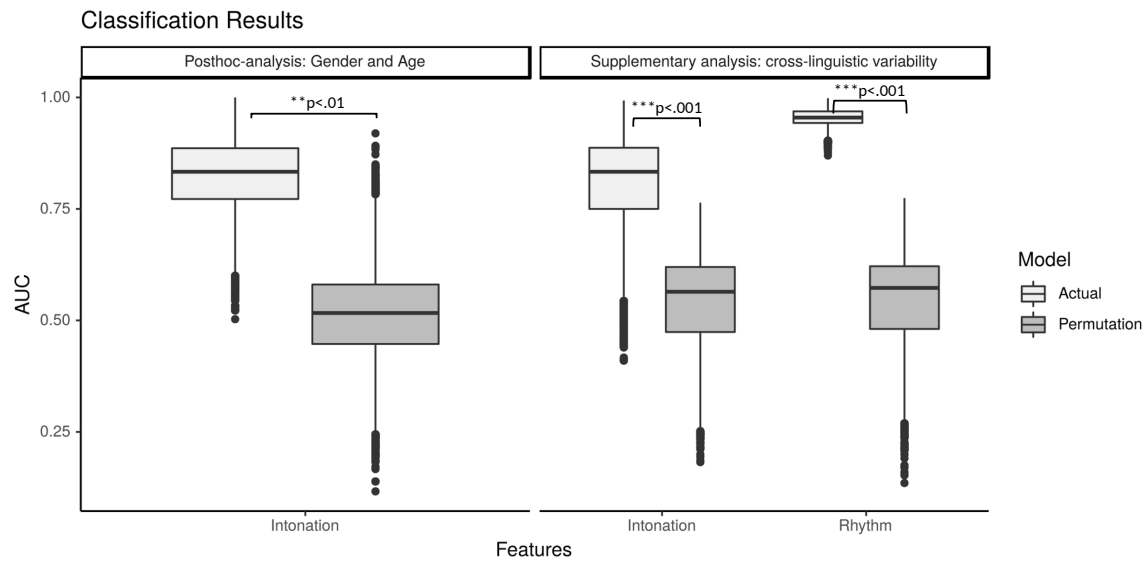 Classification Results
Posthoc-analysis: Gender and Age
Supplementary analysis: cross-linguistic variability
1.00
0.75
0.50
0.25
AUC
**p<.01
***p<.001
***p<.001
Intonation
Intonation
Rhythm
Features
Model
Actual
Permutation